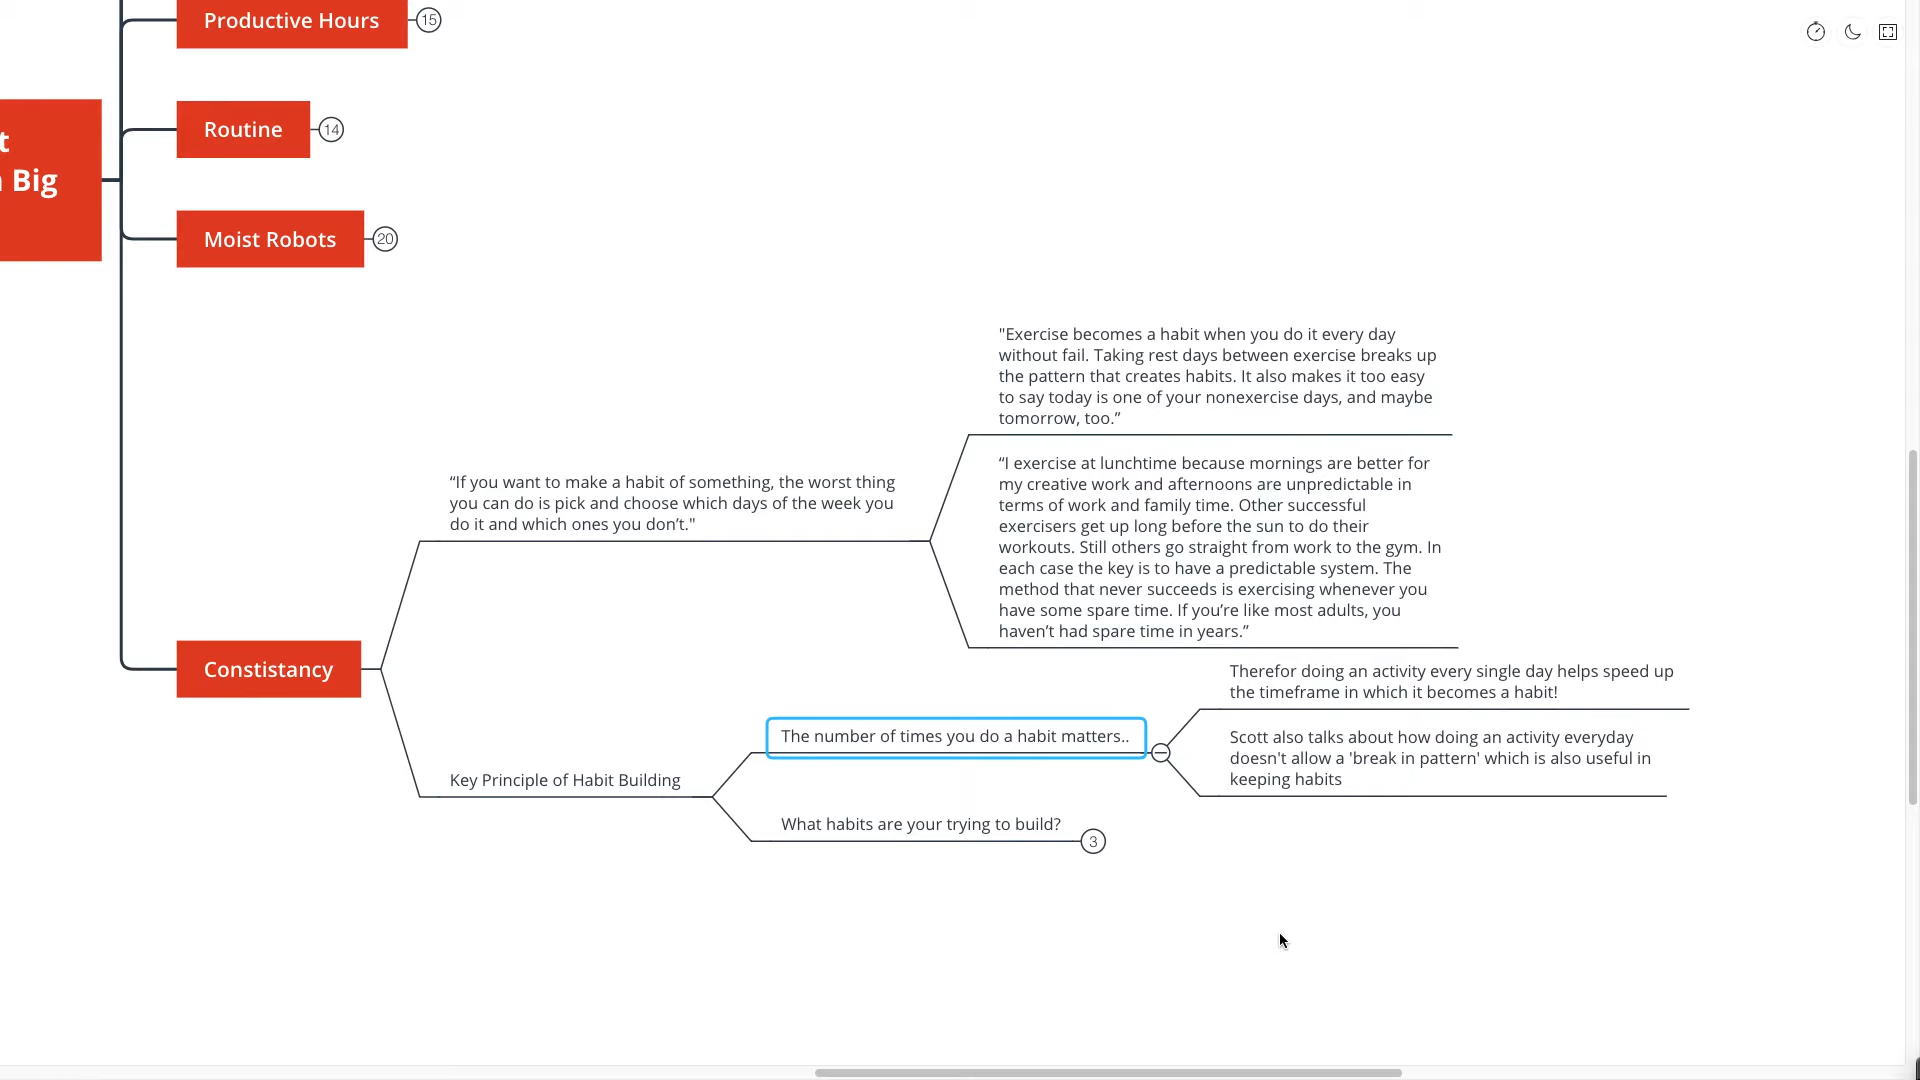 Productive Hours
15
t
Big
Routine
14
Moist Robots
20
"Exercise becomes a habit when you do it every day
without fail. Taking rest days between exercise breaks up
the pattern that creates habits. It also makes it too easy
to say today is one of your nonexercise days, and maybe
tomorrow, too.”
“If you want to make a habit of something, the worst thing
you can do is pick and choose which days of the week you
do it and which ones you don’t."
“I exercise at lunchtime because mornings are better for
my creative work and afternoons are unpredictable in
terms of work and family time. Other successful
exercisers get up long before the sun to do their
workouts. Still others go straight from work to the gym. In
each case the key is to have a predictable system. The
method that never succeeds is exercising whenever you
have some spare time. If you’re like most adults, you
haven’t had spare time in years.”
Constistancy
Key Principle of Habit Building
The number of times you do a habit matters..
Therefor doing an activity every single day helps speed up
the timeframe in which it becomes a habit!
Scott also talks about how doing an activity everyday
doesn't allow a 'break in pattern' which is also useful in
keeping habits
What habits are your trying to build?
3